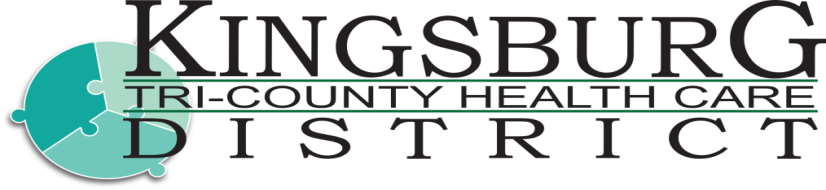 KINGSBURG
TRI-COUNTY HEALTH CARE
DISTRICT